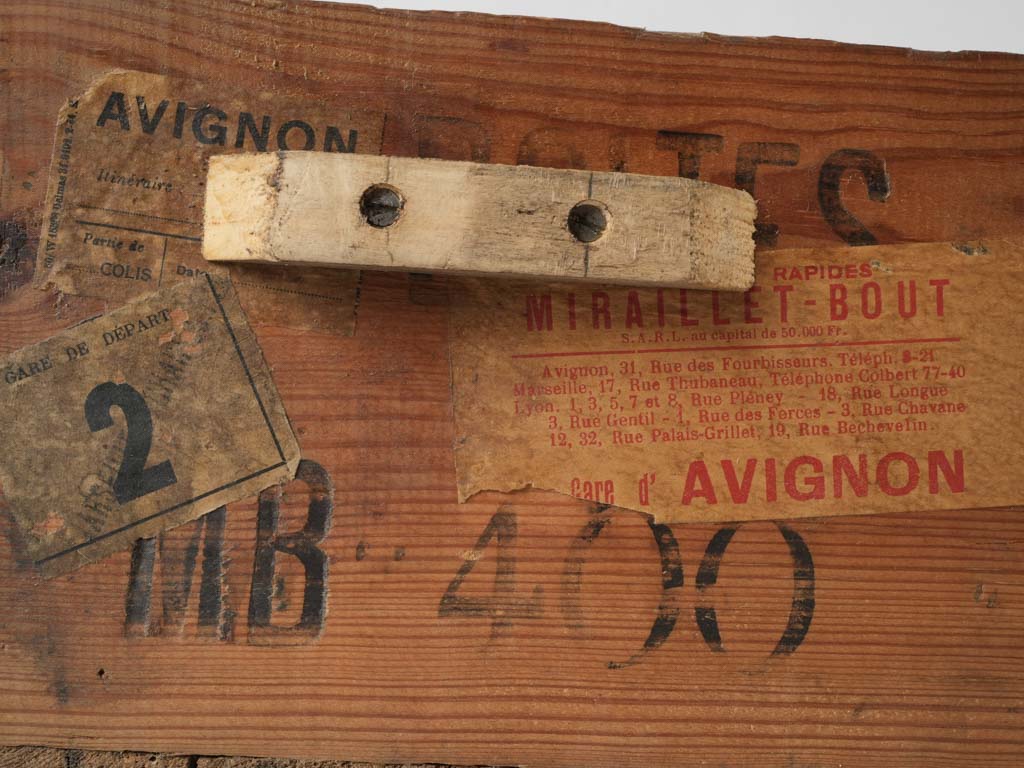 AVIGNON
Itinéraire
Partie de
COLIS
GARE DE DÉPART
2
RAPIDES
MIRAILLET-BOUT
S.A.R.L. au capital de 50.000 Fr.
Avignon, 31, Rue des Fourbisseurs, Téléph. 8-21
Marseille, 17, Rue Thubaneau, Téléphone Colbert 77-40
Lyon, 1, 3, 5, 7 et 8, Rue Pléney - 18, Rue Longue
3, Rue Gentil - 1, Rue des Forces - 3, Rue Chavane
12, 32, Rue Palais-Grillet, 19, Rue Bechevelin.
Gare d' AVIGNON
MB 400